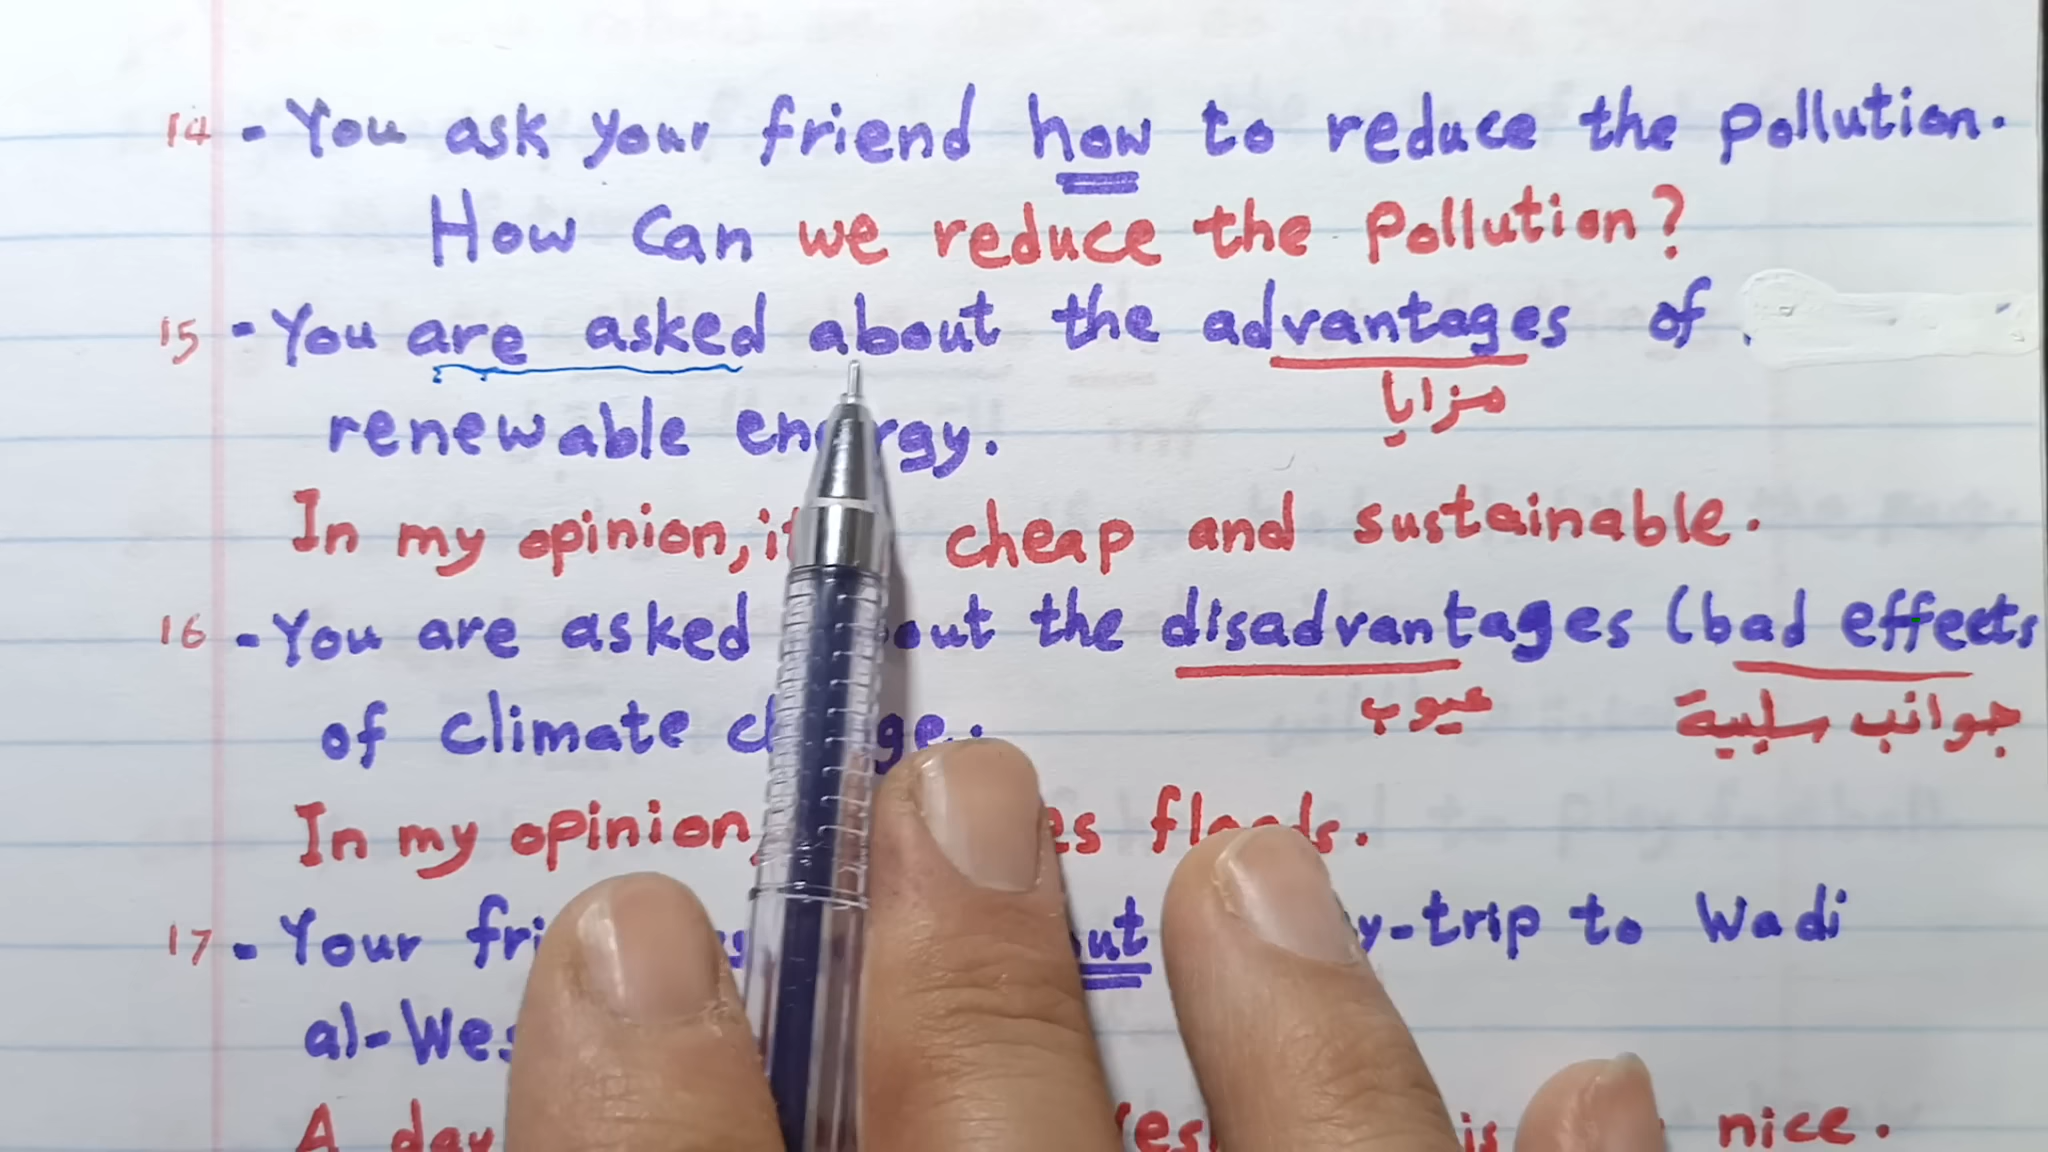 14 - You ask your friend how to reduce the pollution.
How can we reduce the pollution?
15 - You are asked about the advantages of
مزايا
renewable energy.
In my opinion, it cheap and sustainable.
16 - You are asked the disadvantages (bad effects
عيوب جوانب سلبية
of climate
In my opinion, floods.
17 - Your to Wadi
A nice.